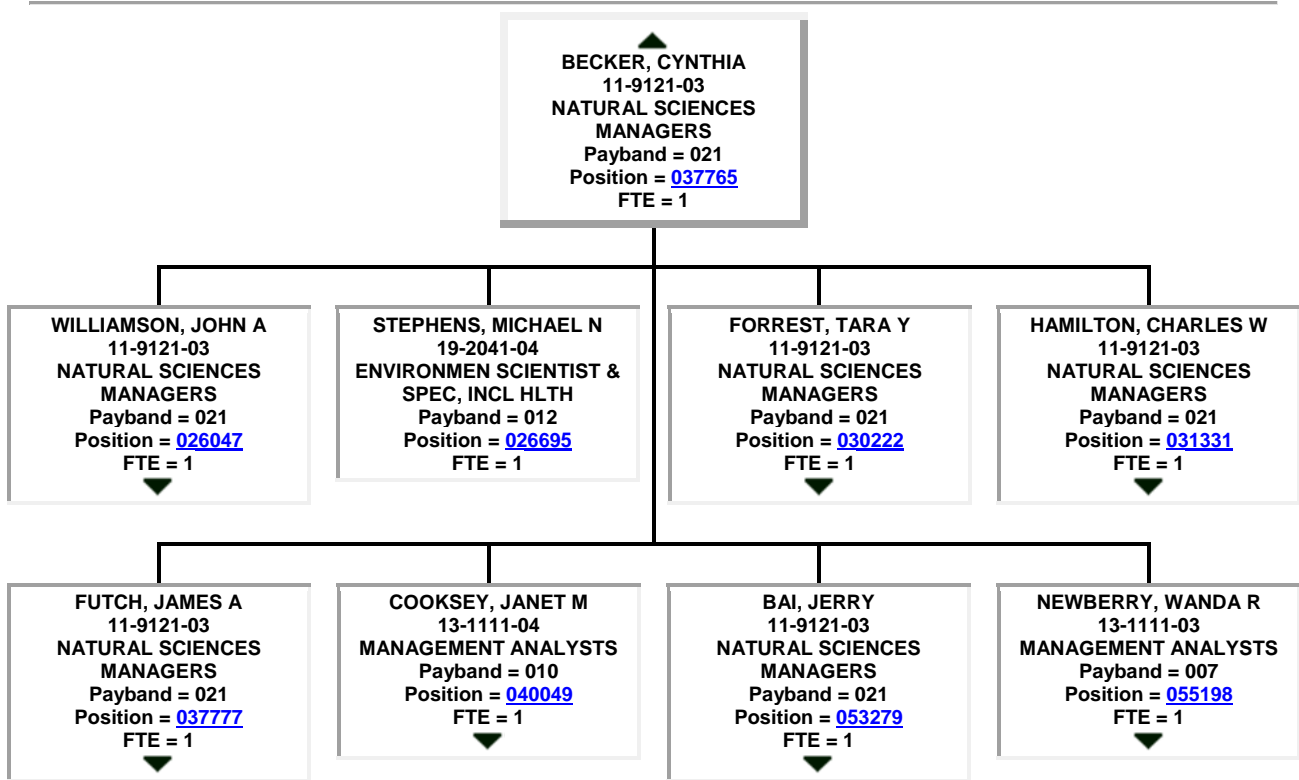 BECKER, CYNTHIA
11-9121-03
NATURAL SCIENCES
MANAGERS
Payband = 021
Position = 037765
FTE = 1
WILLIAMSON, JOHN A
11-9121-03
NATURAL SCIENCES
MANAGERS
Payband = 021
Position = 026047
FTE = 1
STEPHENS, MICHAEL N
19-2041-04
ENVIRONMEN SCIENTIST &
SPEC, INCL HLTH
Payband = 012
Position = 026695
FTE = 1
FORREST, TARA Y
11-9121-03
NATURAL SCIENCES
MANAGERS
Payband = 021
Position = 030222
FTE = 1
HAMILTON, CHARLES W
11-9121-03
NATURAL SCIENCES
MANAGERS
Payband = 021
Position = 031331
FTE = 1
FUTCH, JAMES A
11-9121-03
NATURAL SCIENCES
MANAGERS
Payband = 021
Position = 037777
FTE = 1
COOKSEY, JANET M
13-1111-04
MANAGEMENT ANALYSTS
Payband = 010
Position = 040049
FTE = 1
BAI, JERRY
11-9121-03
NATURAL SCIENCES
MANAGERS
Payband = 021
Position = 053279
FTE = 1
NEWBERRY, WANDA R
13-1111-03
MANAGEMENT ANALYSTS
Payband = 007
Position = 055198
FTE = 1